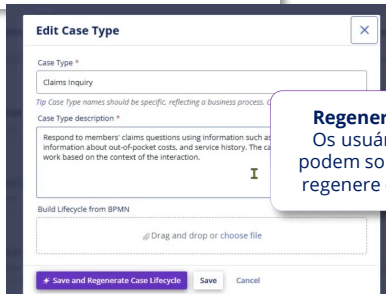 Edit Case Type
Case Type *
Claims Inquiry
Tip Case Type names should be specific, reflecting a business process.
Case Type description *
Respond to members' claims questions using information such as
information about out-of-pocket costs, and service history. The ca
work based on the context of the interaction.
Regener
Os usuár
podem so
regenere
Build Lifecycle from BPMN
Drag and drop or choose file
Save and Regenerate Case Lifecycle
Save
Cancel